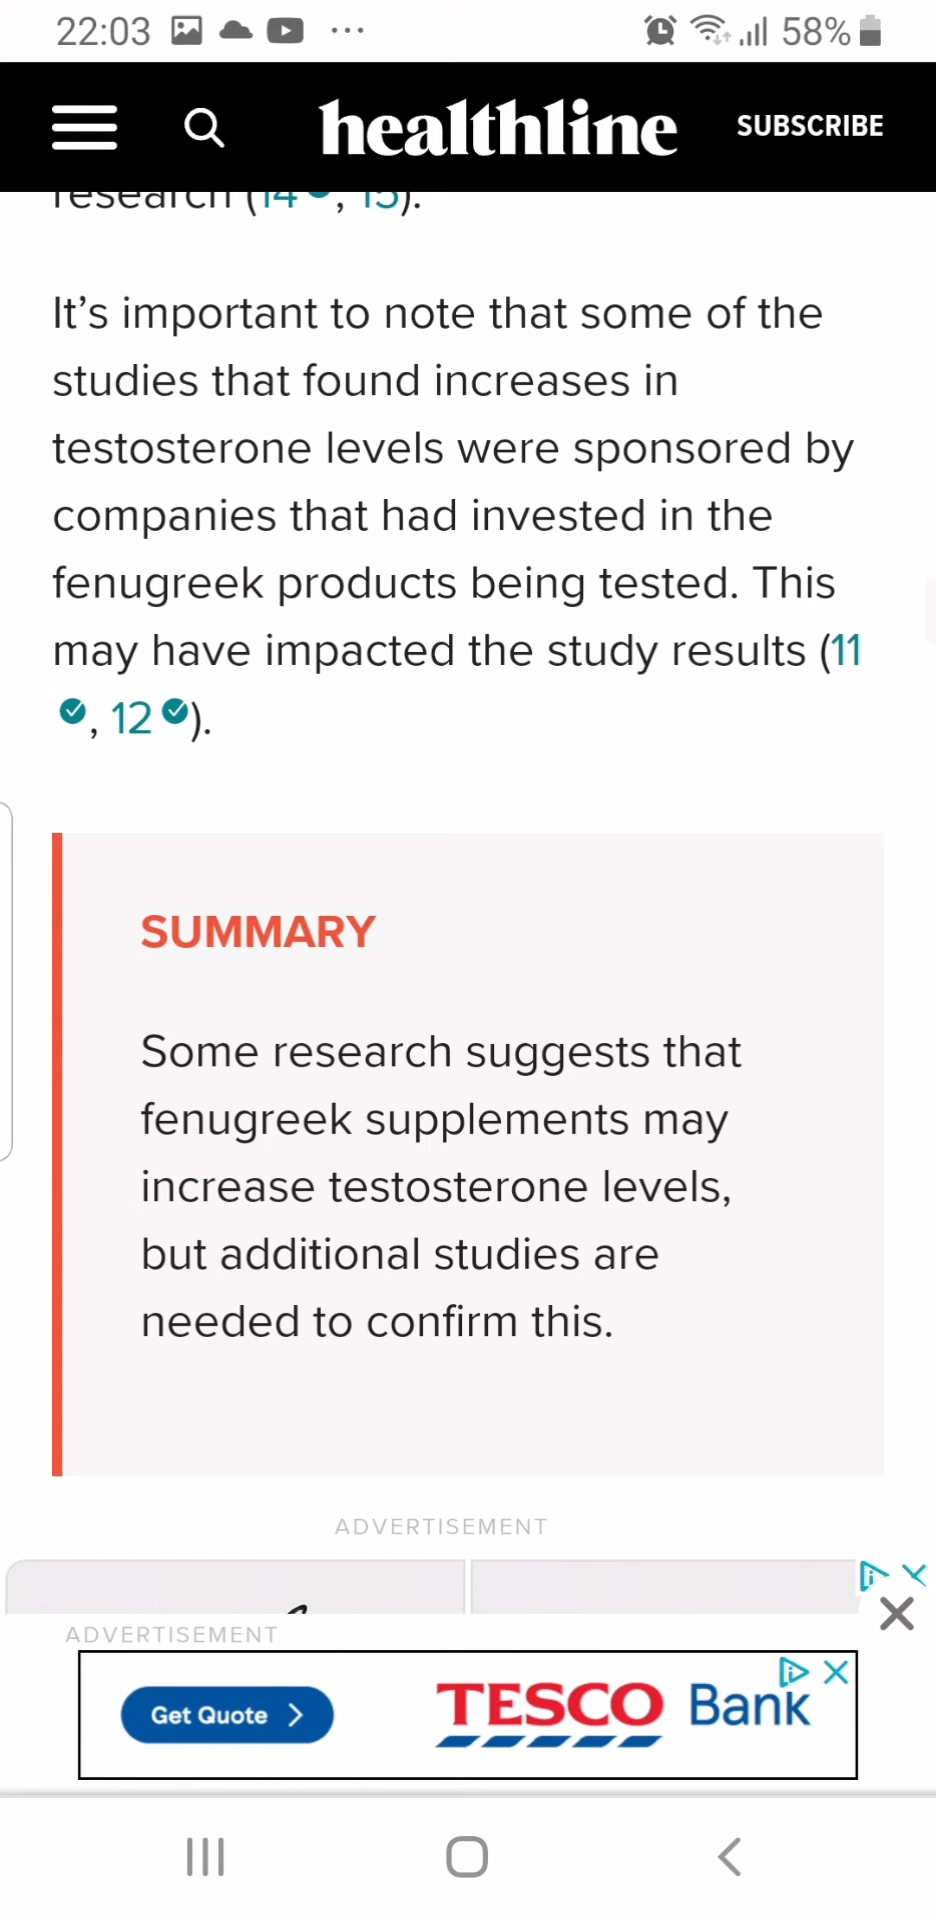 22:03 ... 58%
healthline SUBSCRIBE
research (14, 15).
It's important to note that some of the
studies that found increases in
testosterone levels were sponsored by
companies that had invested in the
fenugreek products being tested. This
may have impacted the study results (11
, 12).
SUMMARY
Some research suggests that
fenugreek supplements may
increase testosterone levels,
but additional studies are
needed to confirm this.
ADVERTISEMENT
ADVERTISEMENT
Get Quote
TESCO Bank